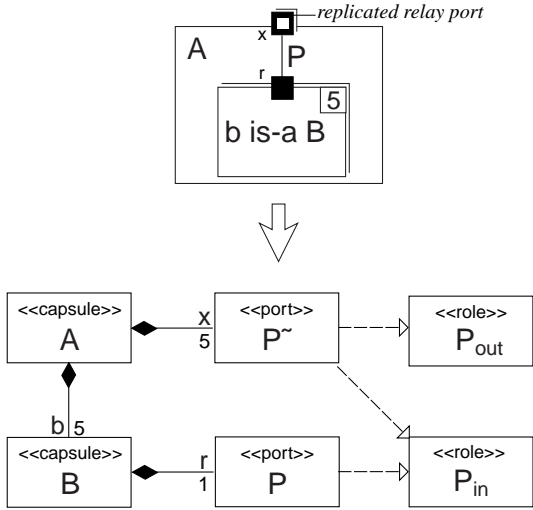 replicated relay port
x
A
P
r
5
b is-a B
<<capsule>>
A
x
5
<<port>>
P~
<<role>>
Pout
b 5
<<capsule>>
B
r
1
<<port>>
P
<<role>>
Pin